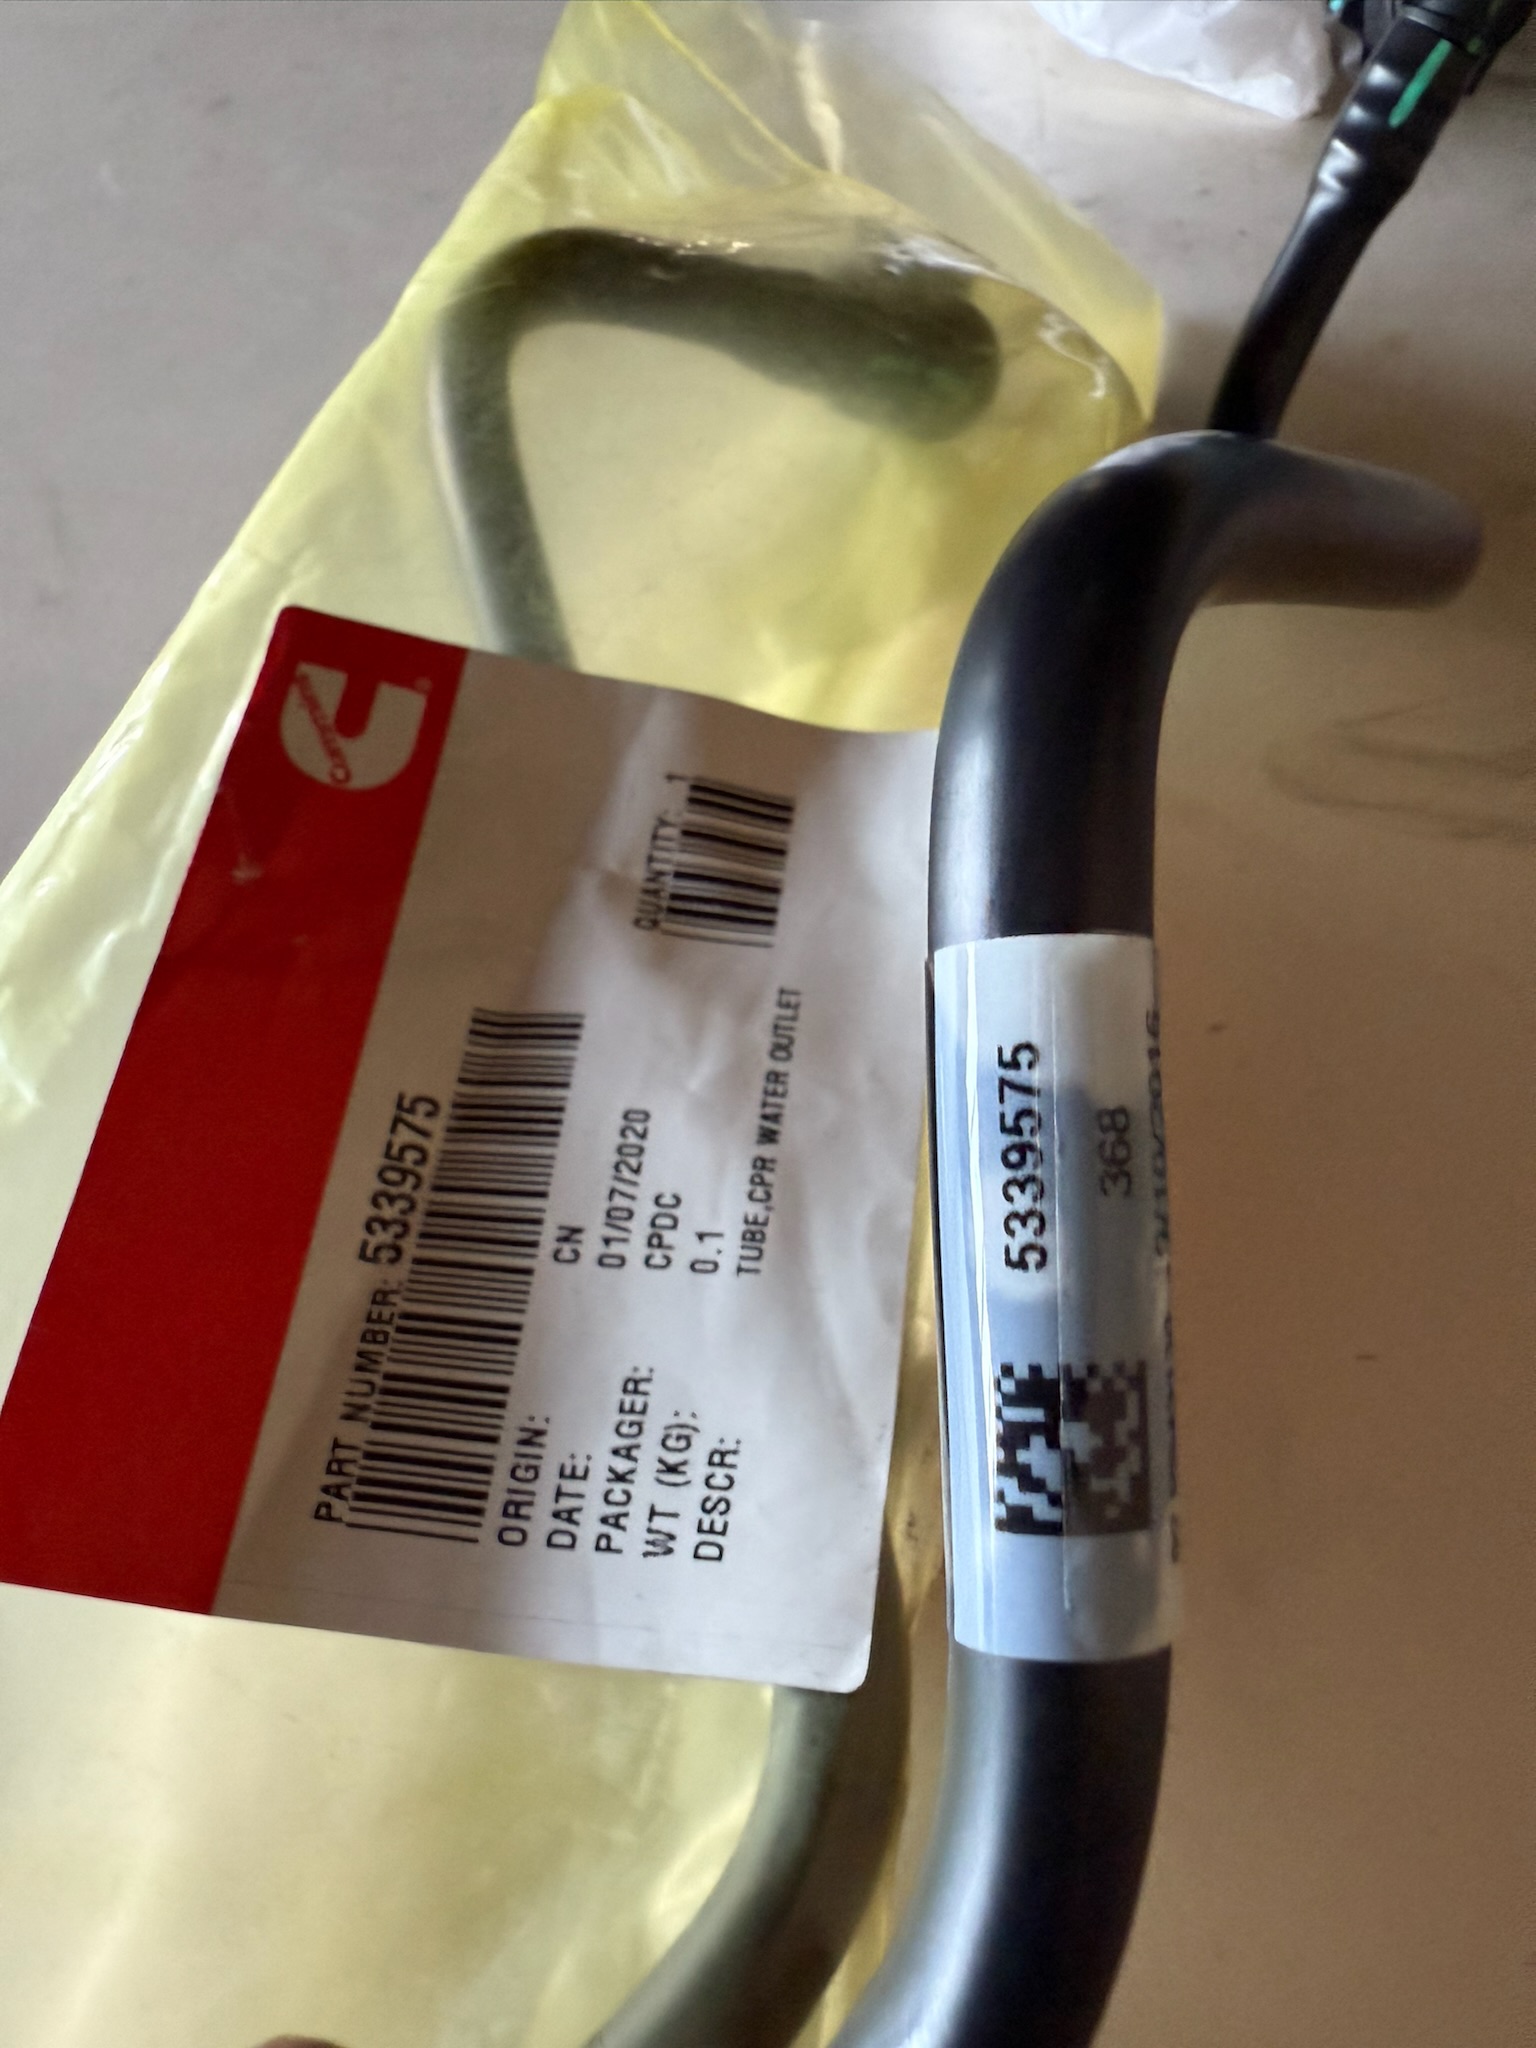 Cummins
PART NUMBER: 5339575
QUANTITY: 1
ORIGIN: CN
DATE: 01/07/2020
PACKAGER: CPDC
WT (KG): 0.1
DESCR: TUBE,CPR WATER OUTLET
5339575
368